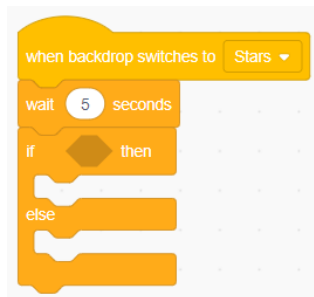 when backdrop switches to Stars
wait 5 seconds
if then
else